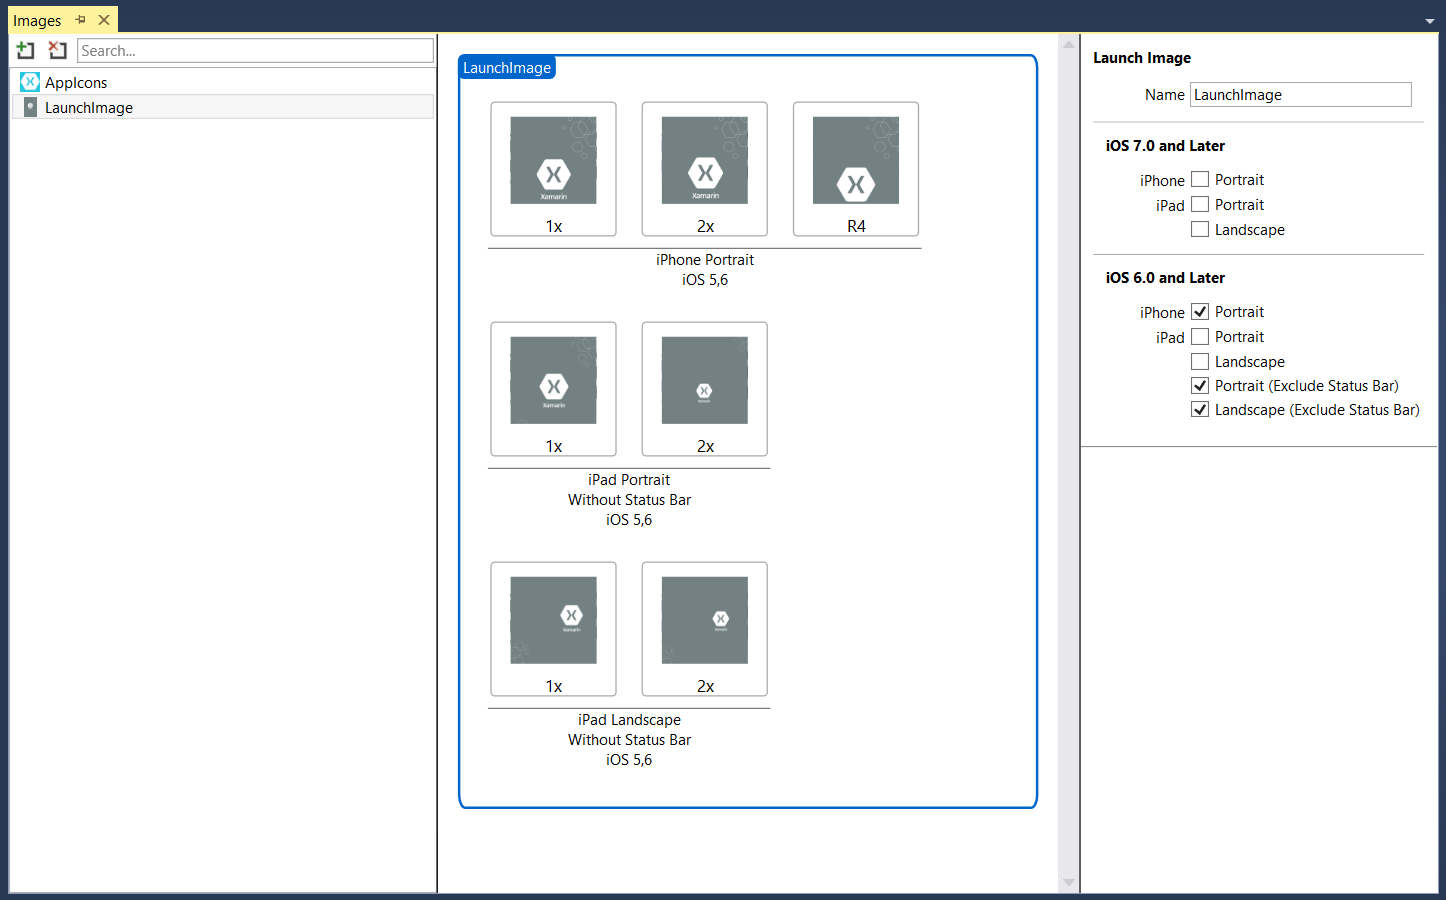 Images
Search...
AppIcons
LaunchImage
LaunchImage
Xamarin
1x
Xamarin
2x
R4
iPhone Portrait
iOS 5,6
Xamarin
1x
Xamarin
2x
iPad Portrait
Without Status Bar
iOS 5,6
Xamarin
1x
Xamarin
2x
iPad Landscape
Without Status Bar
iOS 5,6
Launch Image
Name LaunchImage
iOS 7.0 and Later
iPhone Portrait
iPad Portrait
Landscape
iOS 6.0 and Later
iPhone Portrait
iPad Portrait
Landscape
Portrait (Exclude Status Bar)
Landscape (Exclude Status Bar)